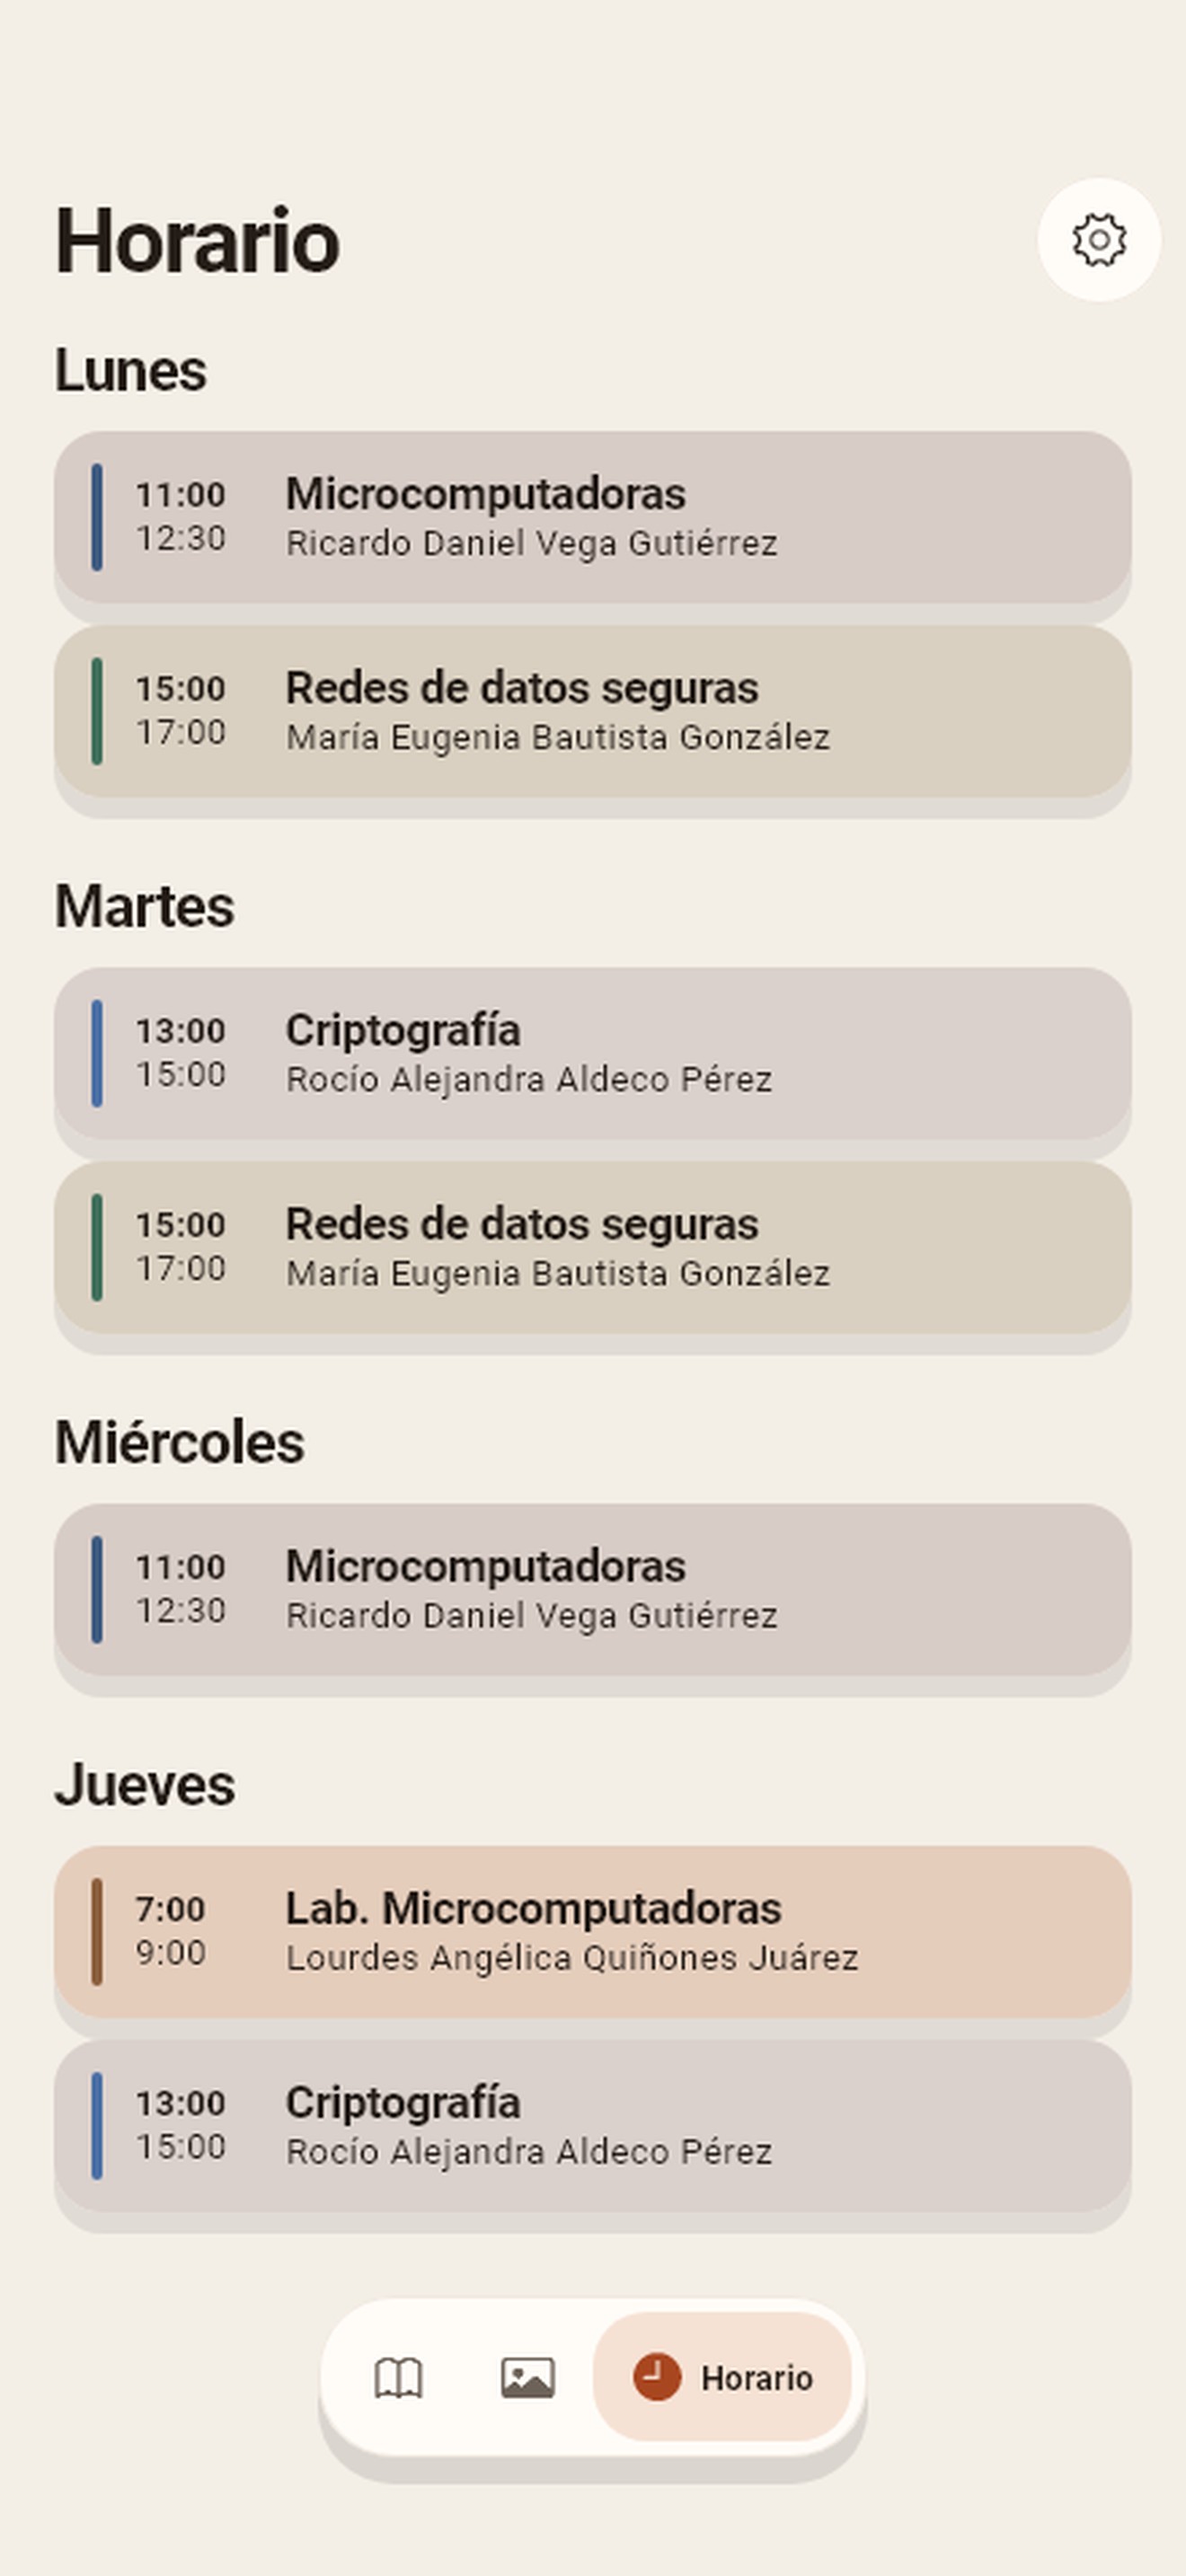 Horario
Lunes
11:00 Microcomputadoras
12:30 Ricardo Daniel Vega Gutiérrez
15:00 Redes de datos seguras
17:00 María Eugenia Bautista González
Martes
13:00 Criptografía
15:00 Rocío Alejandra Aldeco Pérez
15:00 Redes de datos seguras
17:00 María Eugenia Bautista González
Miércoles
11:00 Microcomputadoras
12:30 Ricardo Daniel Vega Gutiérrez
Jueves
7:00 Lab. Microcomputadoras
9:00 Lourdes Angélica Quiñones Juárez
13:00 Criptografía
15:00 Rocío Alejandra Aldeco Pérez
Horario